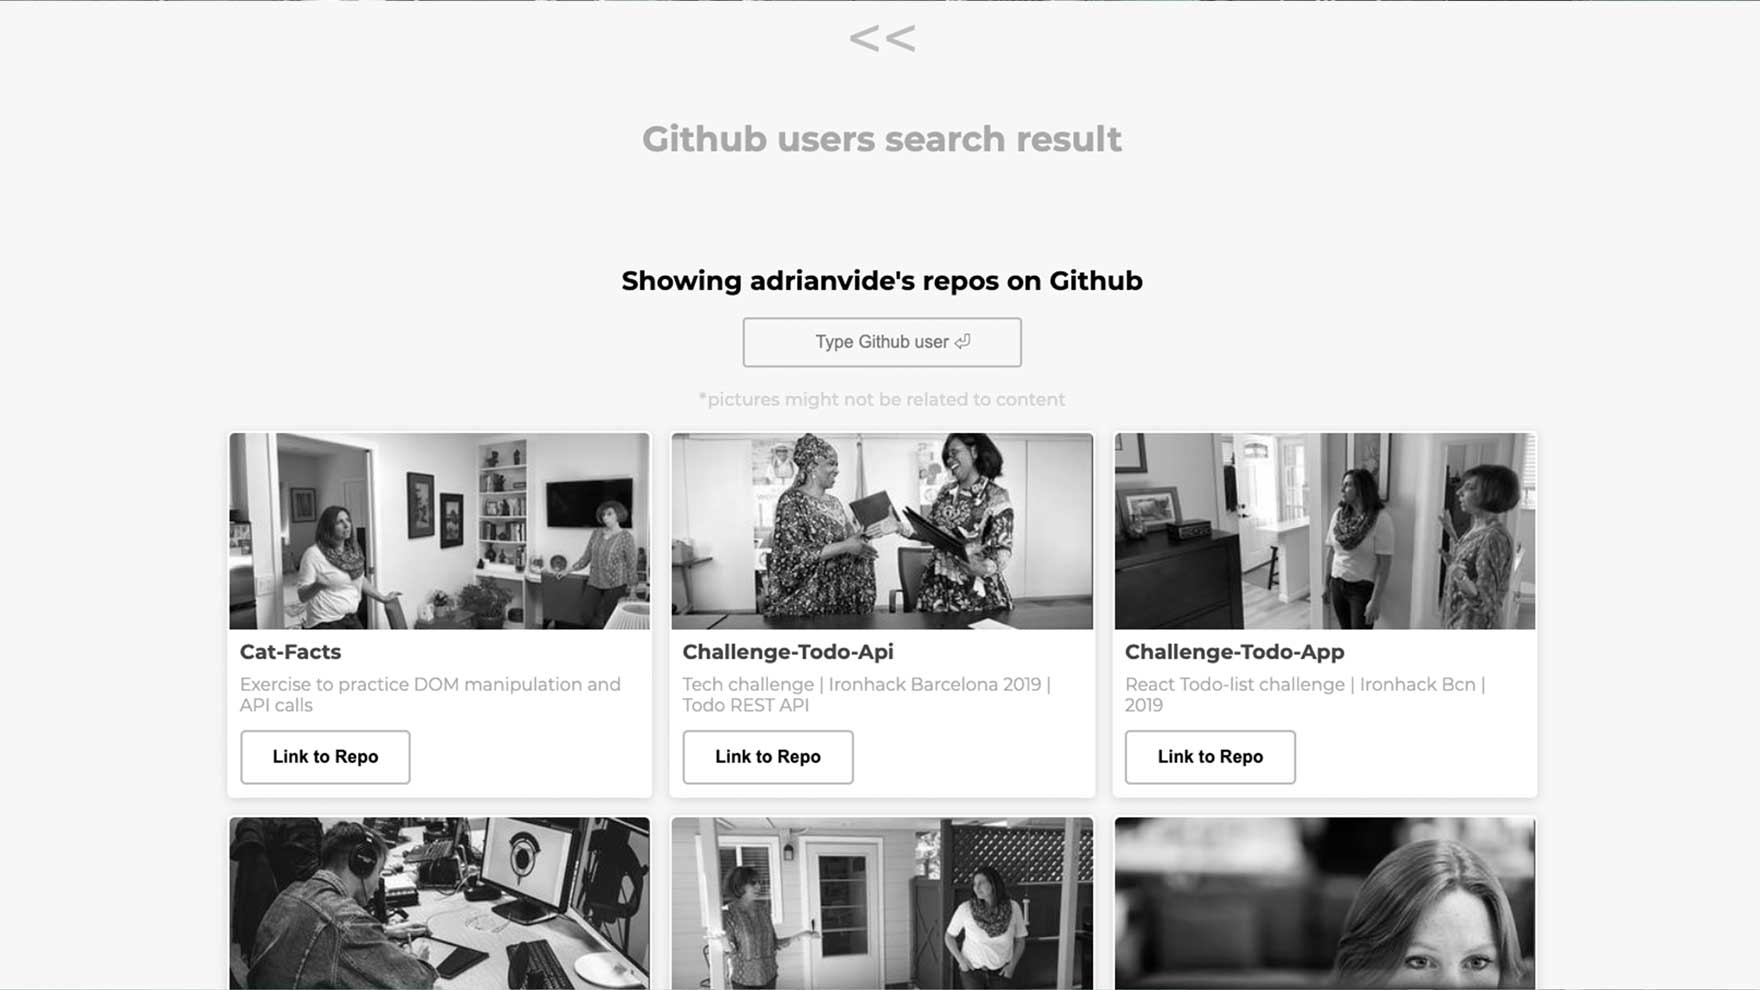 <<
Github users search result
Showing adrianvide's repos on Github
Type Github user ⏎
*pictures might not be related to content
Cat-Facts
Exercise to practice DOM manipulation and
API calls
Link to Repo
Challenge-Todo-Api
Tech challenge | Ironhack Barcelona 2019 |
Todo REST API
Link to Repo
Challenge-Todo-App
React Todo-list challenge | Ironhack Bcn |
2019
Link to Repo